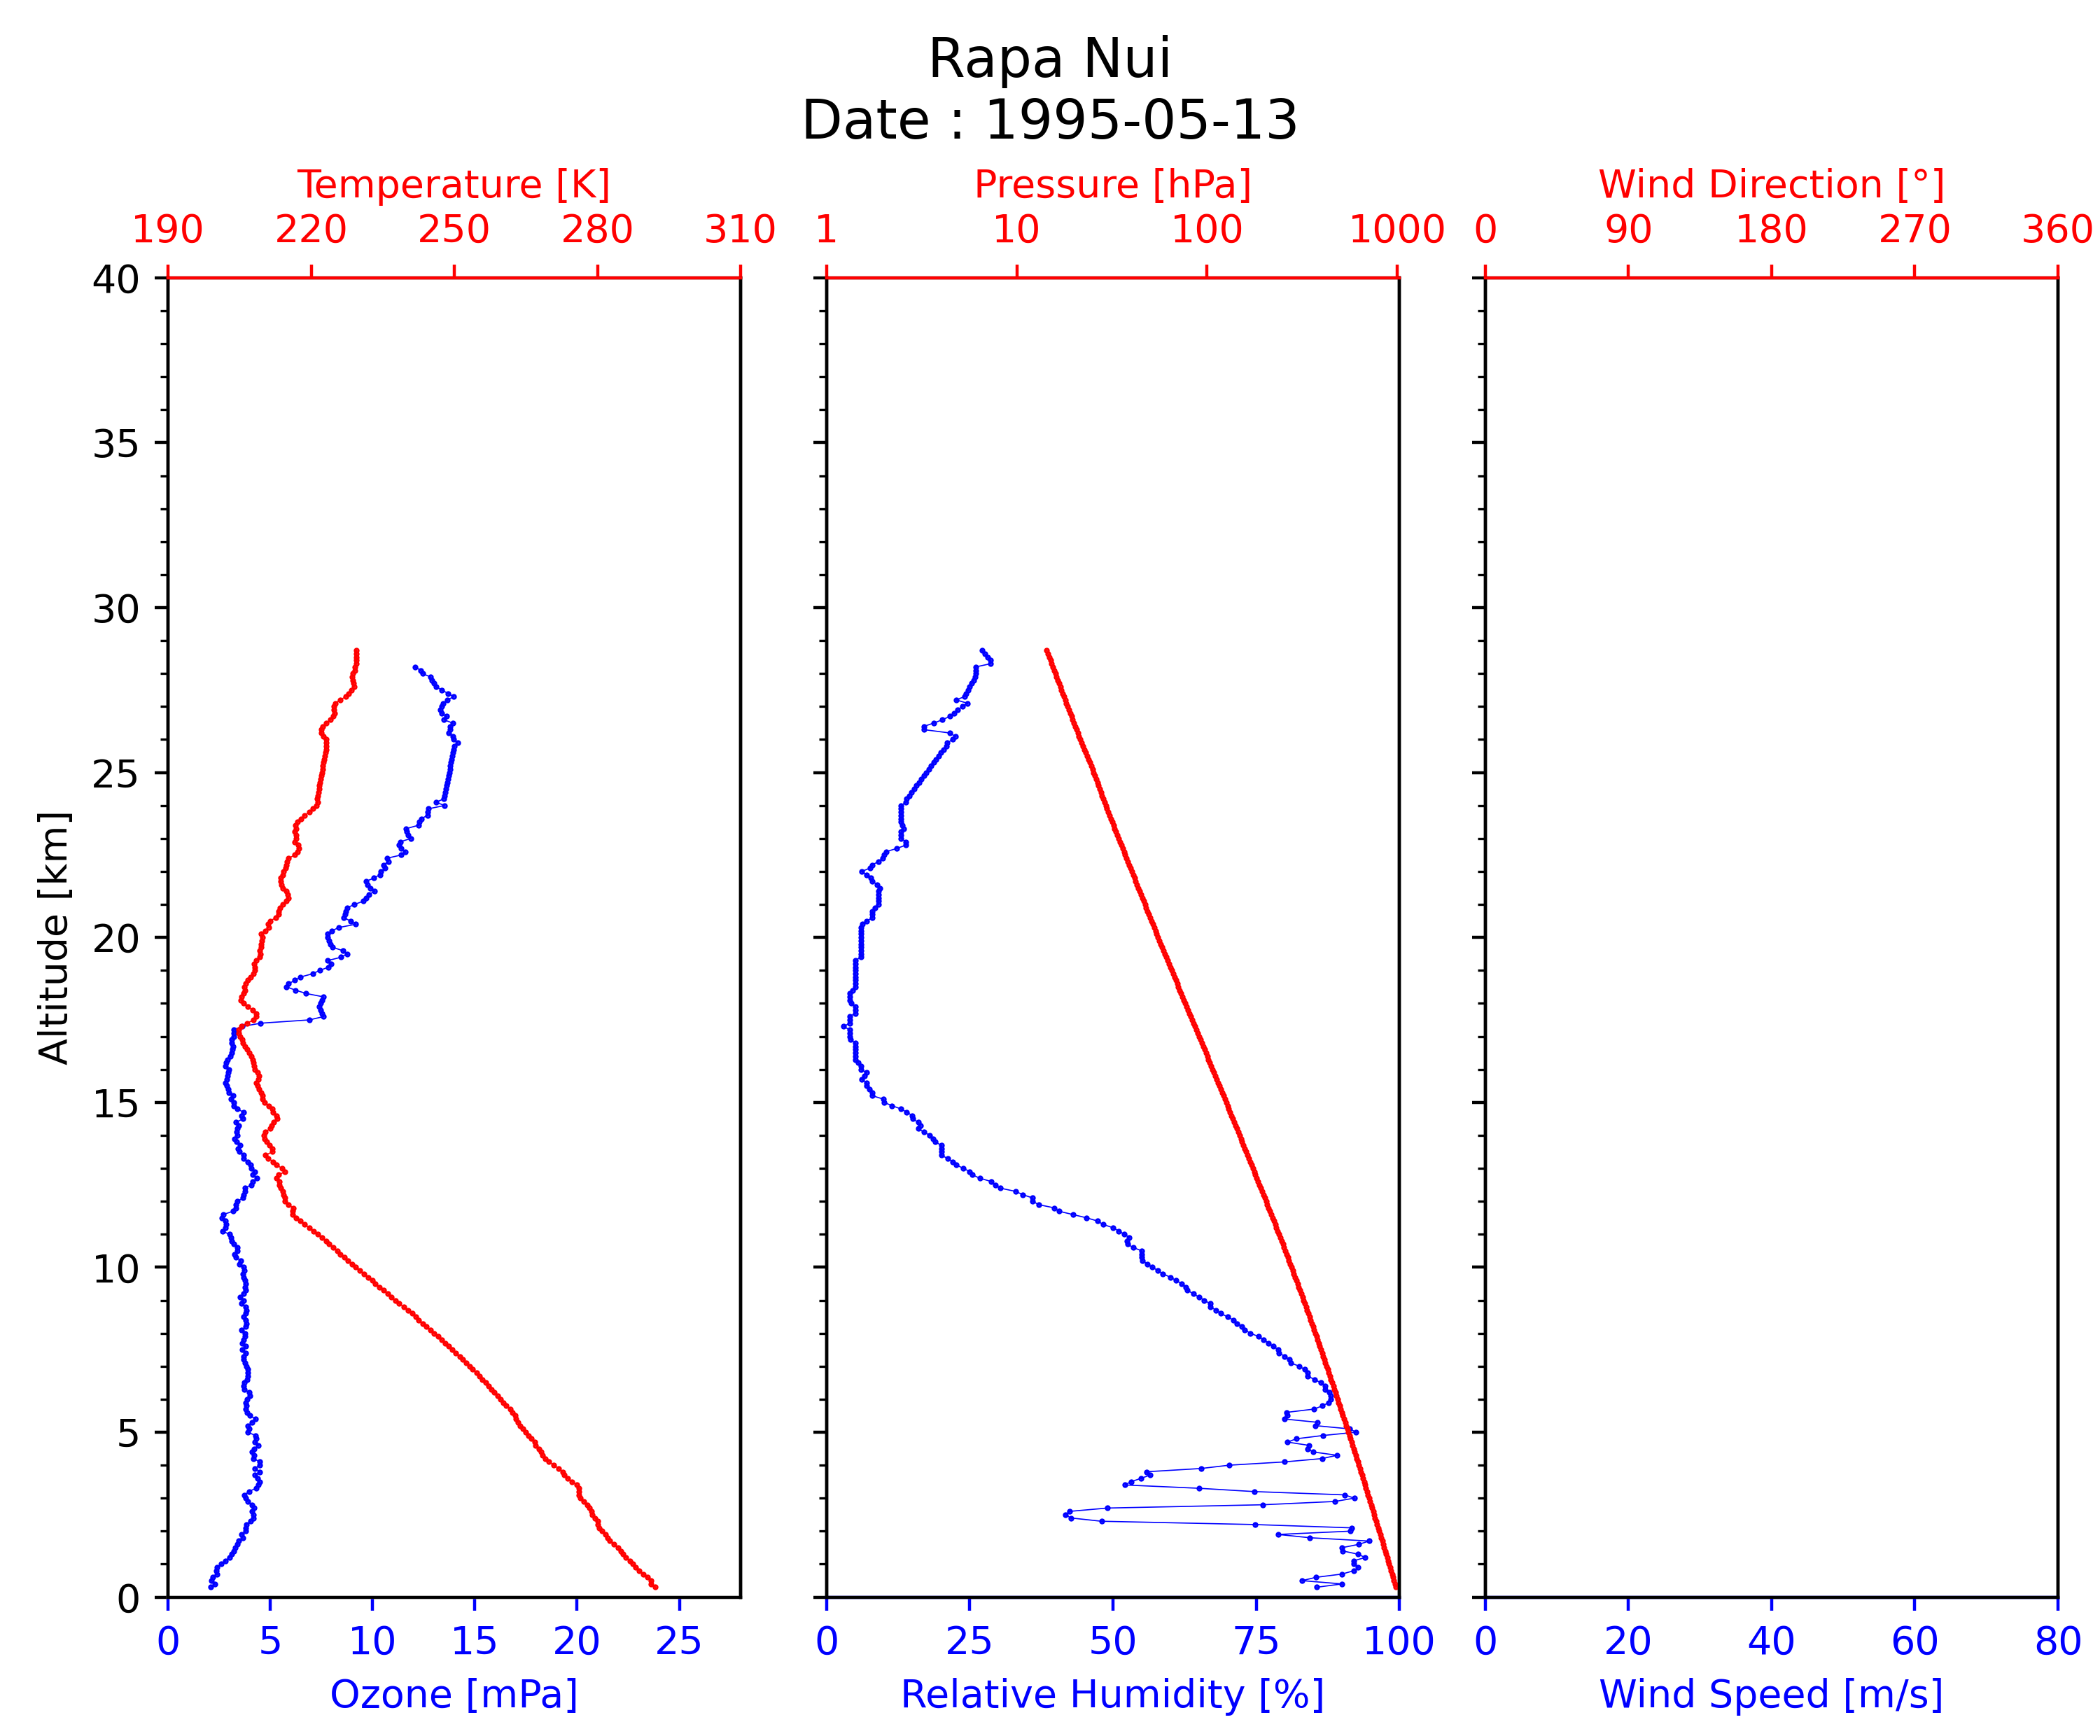 Rapa Nui
Date : 1995-05-13
Temperature [K]
190 220 250 280 310
Pressure [hPa]
1 10 100 1000
Wind Direction [°]
0 90 180 270 360
Altitude [km]
40
35
30
25
20
15
10
5
0
0 5 10 15 20 25
Ozone [mPa]
0 25 50 75 100
Relative Humidity [%]
0 20 40 60 80
Wind Speed [m/s]